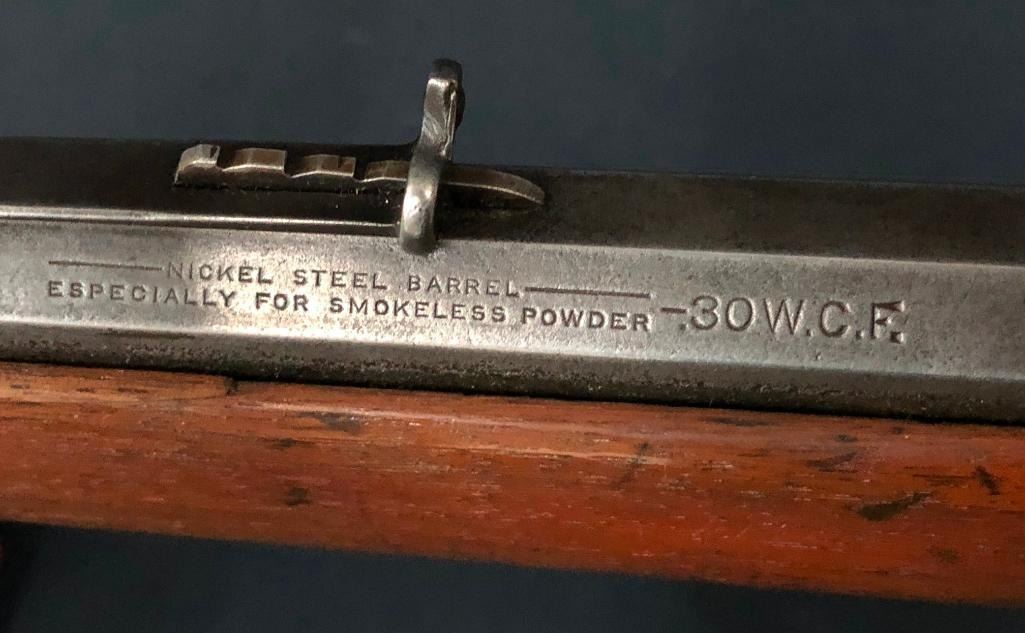 NICKEL STEEL BARREL
ESPECIALLY FOR SMOKELESS POWDER
-.30 W.C.F.